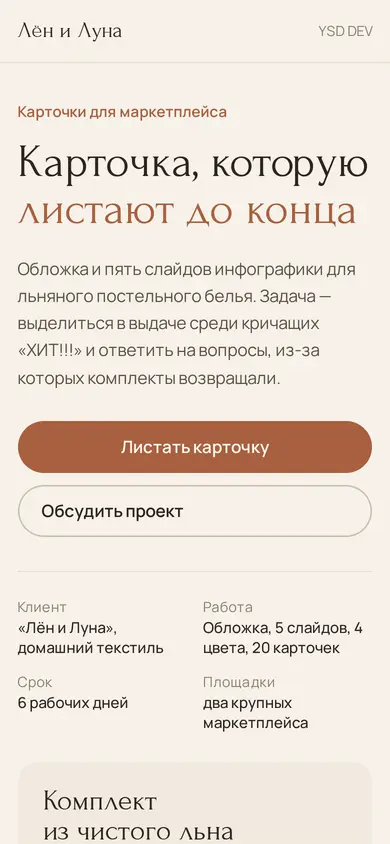 Лён и Луна
YSD DEV
Карточки для маркетплейса
Карточка, которую
листают до конца
Обложка и пять слайдов инфографики для
льняного постельного белья. Задача —
выделиться в выдаче среди кричащих
«ХИТ!!!» и ответить на вопросы, из-за
которых комплекты возвращали.
Листать карточку
Обсудить проект
Клиент
«Лён и Луна»,
домашний текстиль
Работа
Обложка, 5 слайдов, 4
цвета, 20 карточек
Срок
6 рабочих дней
Площадки
два крупных
маркетплейса
Комплект
из чистого льна